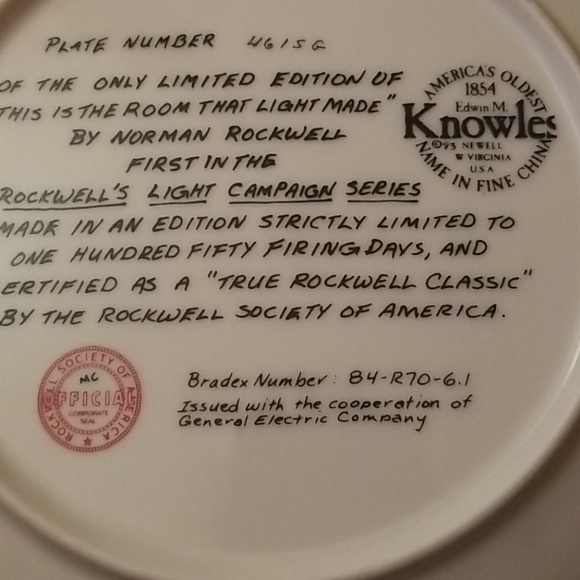 PLATE NUMBER 4615G
OF THE ONLY LIMITED EDITION OF
THIS IS THE ROOM THAT LIGHT MADE"
BY NORMAN ROCKWELL
FIRST IN THE
ROCKWELL'S LIGHT CAMPAIGN SERIES
MADE IN AN EDITION STRICTLY LIMITED TO
ONE HUNDRED FIFTY FIRING DAYS, AND
ERTIFIED AS A "TRUE ROCKWELL CLASSIC"
BY THE ROCKWELL SOCIETY OF AMERICA.
AMERICA'S OLDEST
1854
Edwin M.
Knowles
©93 NEWELL
W VIRGINIA
U.S.A
NAME IN FINE CHINA
ROCKWELL SOCIETY OF AMERICA
MG
OFFICIAL
CORPORATE
SEAL
Bradex Number: 84-R70-6.1
Issued with the cooperation of
General Electric Company